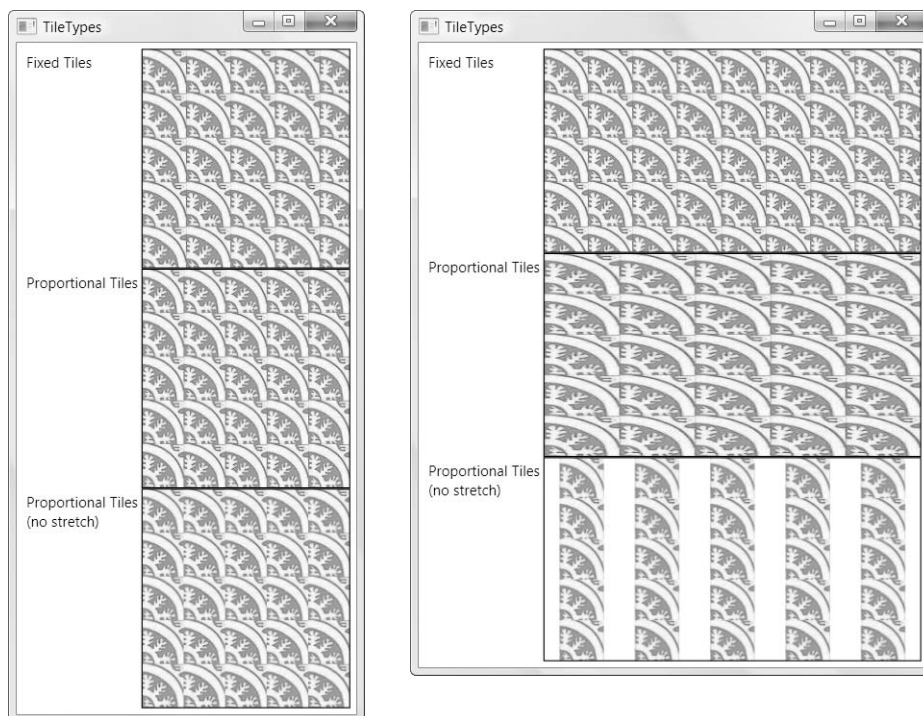 TileTypes
Fixed Tiles
Proportional Tiles
Proportional Tiles
(no stretch)
TileTypes
Fixed Tiles
Proportional Tiles
Proportional Tiles
(no stretch)